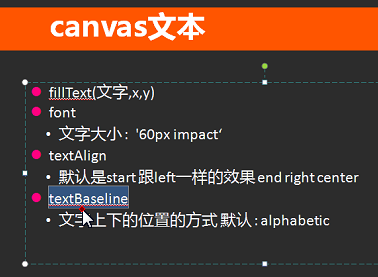 canvas文本
fillText(文字,x,y)
font
• 文字大小：'60px impact‘
textAlign
• 默认是start 跟left一样的效果 end right center
textBaseline
• 文字上下的位置的方式 默认：alphabetic